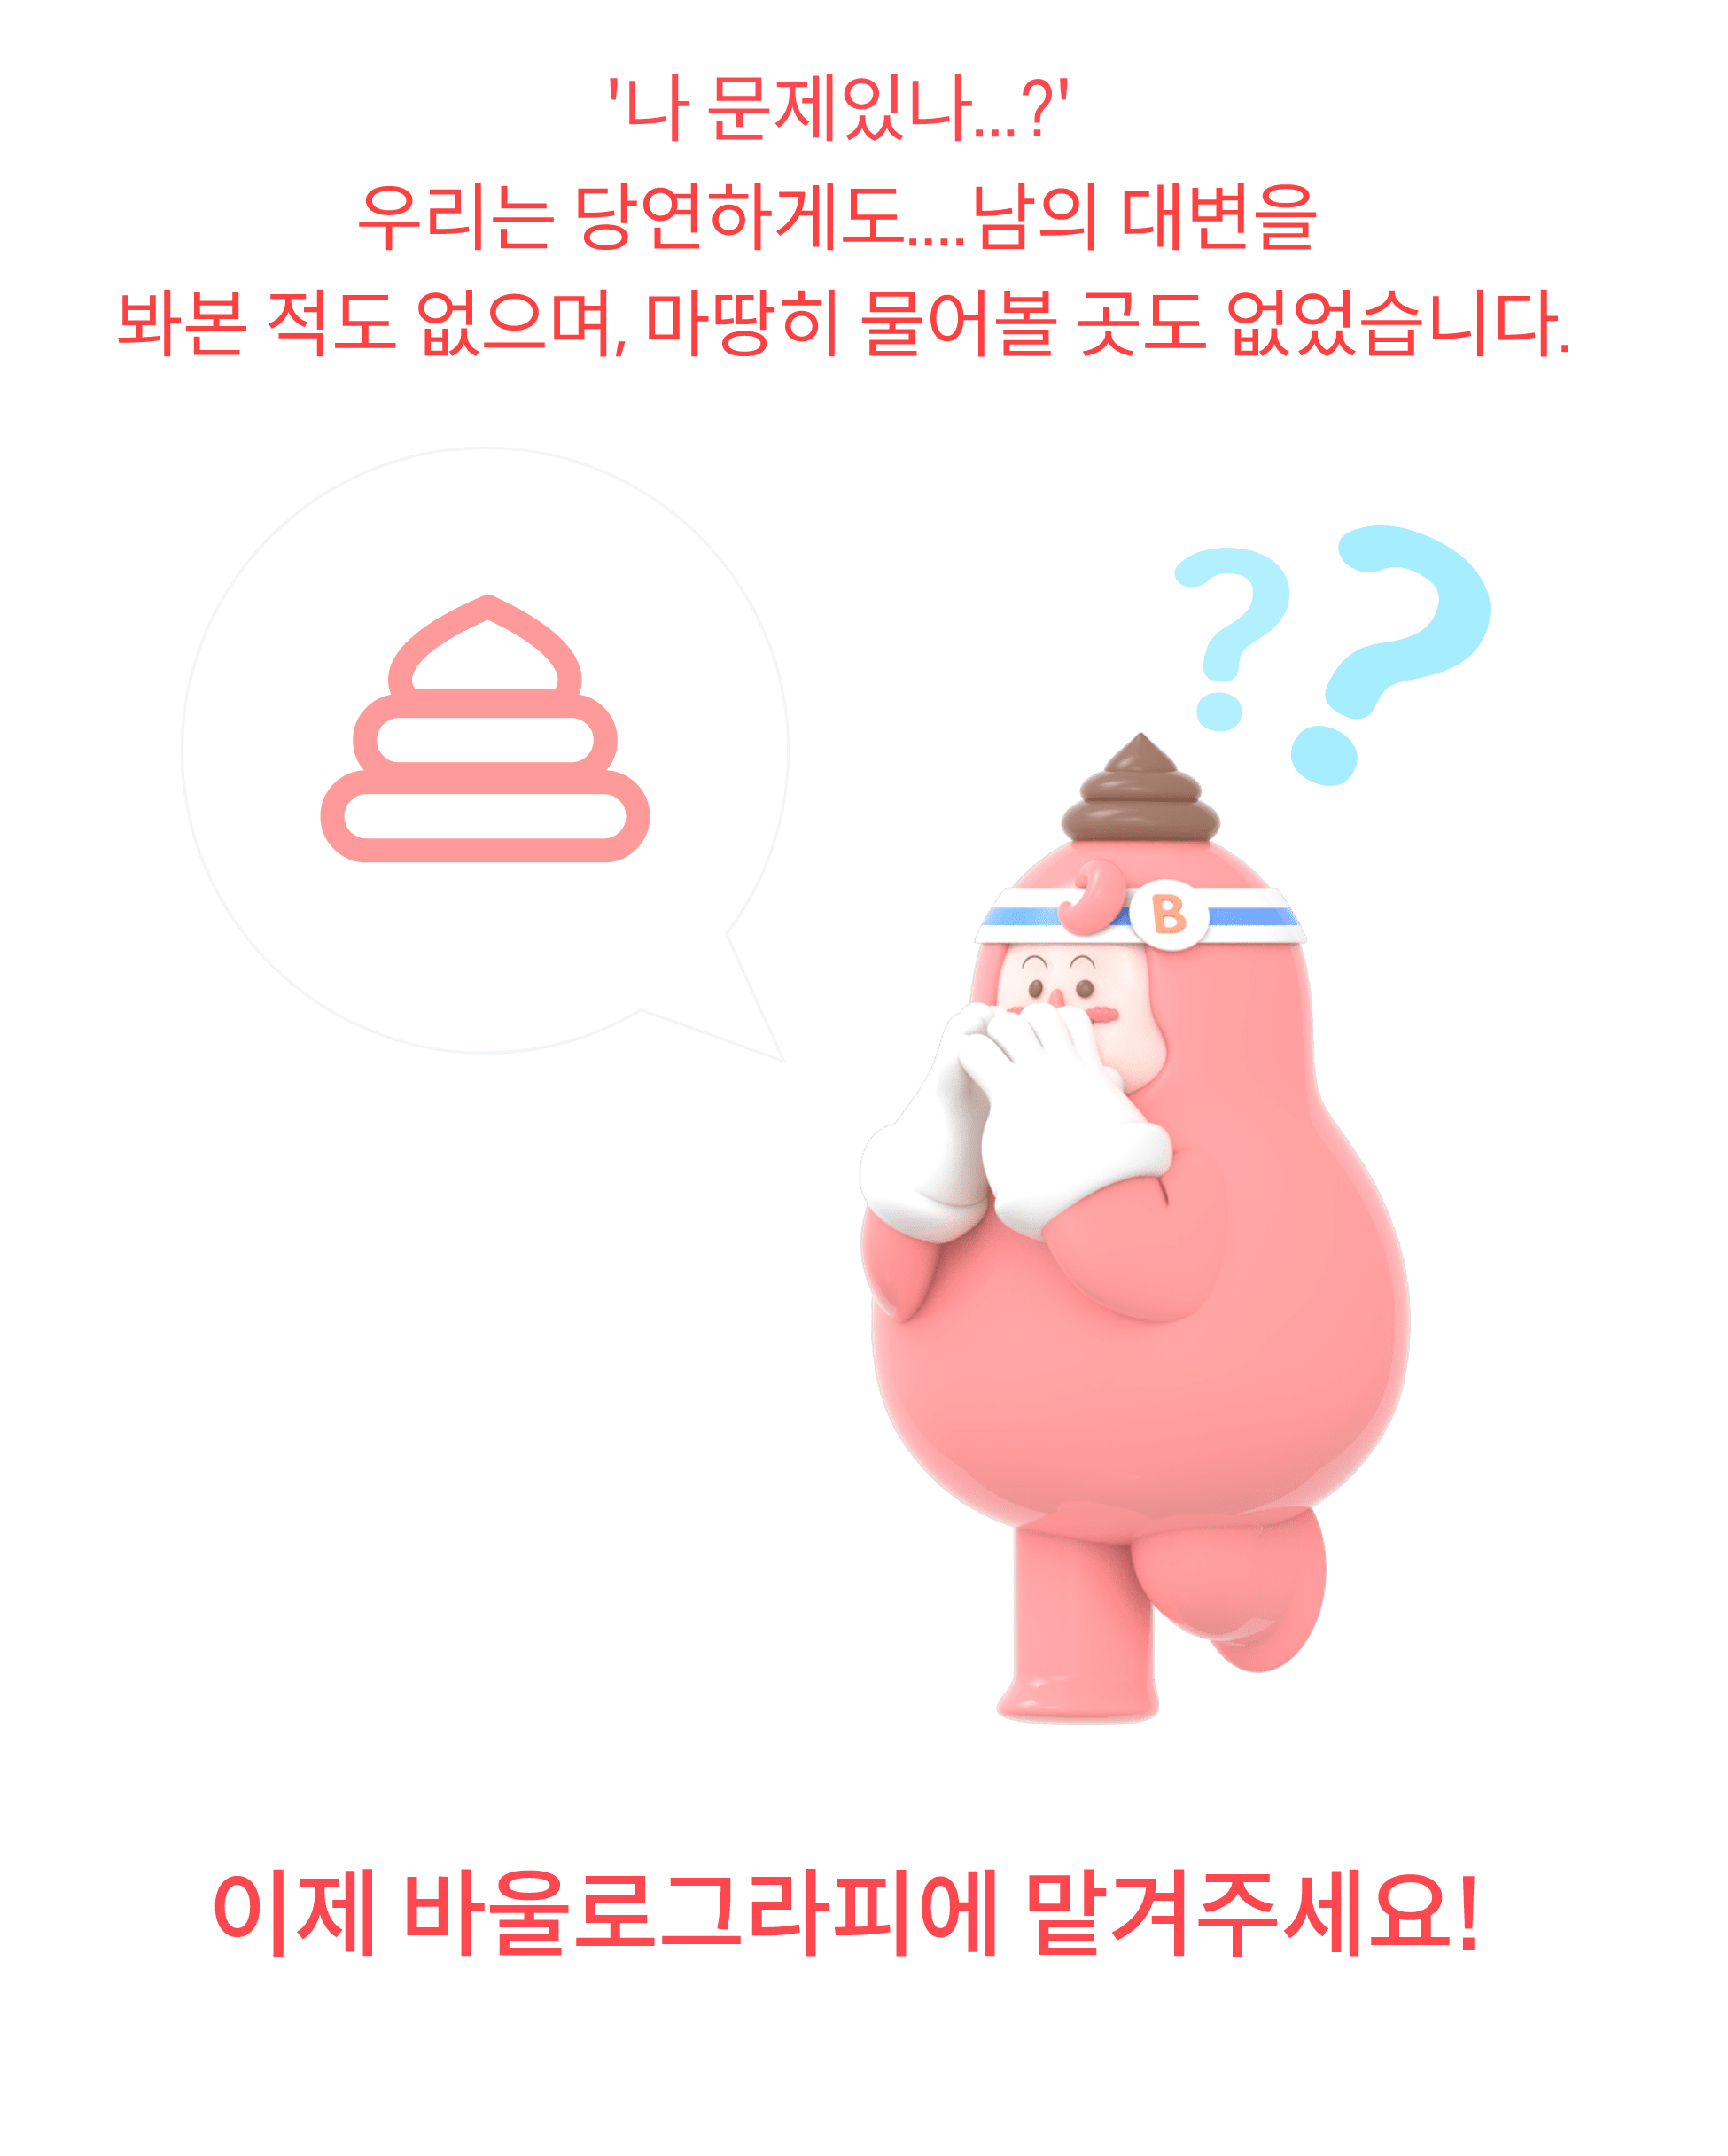 '나 문제있나...?'
우리는 당연하게도....남의 대변을
봐본 적도 없으며, 마땅히 물어볼 곳도 없었습니다.
??
B
이제 바울로그라피에 맡겨주세요!